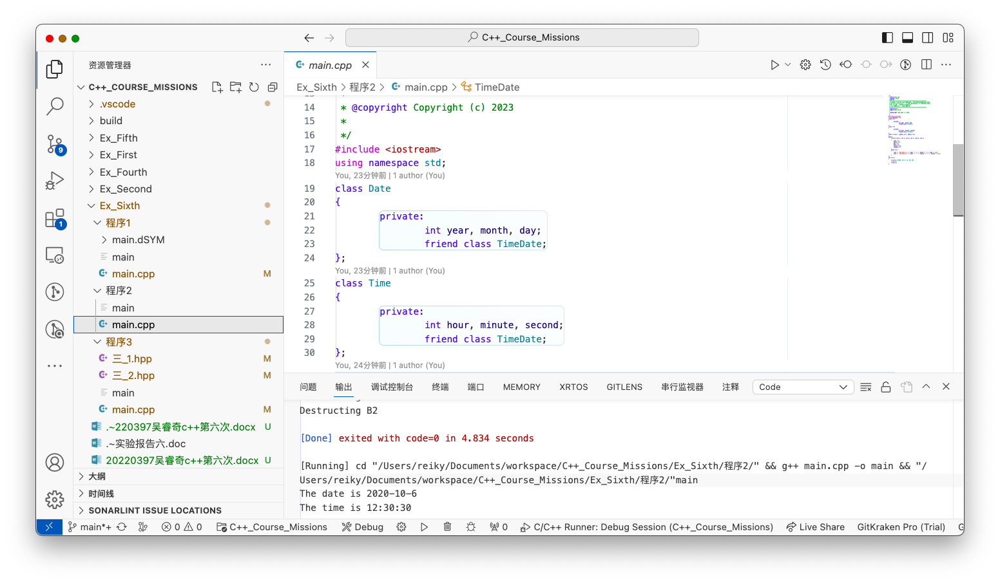 C++_Course_Missions
资源管理器
main.cpp
C++_COURSE_MISSIONS
Ex_Sixth > 程序2 > main.cpp > TimeDate
.vscode
build
Ex_Fifth
Ex_First
Ex_Fourth
Ex_Second
Ex_Sixth
程序1
main.dSYM
main
main.cpp M
程序2
main
main.cpp
程序3
三_1.hpp M
三_2.hpp M
main
main.cpp M
.~220397吴睿奇c++第六次.docx U
.~实验报告六.doc
20220397吴睿奇c++第六次.docx U
大纲
时间线
SONARLINT ISSUE LOCATIONS
9
1
14 * @copyright Copyright (c) 2023
15 *
16 */
17 #include <iostream>
18 using namespace std;
You, 23分钟前 | 1 author (You)
19 class Date
20 {
21 private:
22 int year, month, day;
23 friend class TimeDate;
24 };
You, 23分钟前 | 1 author (You)
25 class Time
26 {
27 private:
28 int hour, minute, second;
29 friend class TimeDate;
30 };
You, 24分钟前 | 1 author (You)
问题 输出 调试控制台 终端 端口 MEMORY XRTOS GITLENS 串行监视器 注释 Code
Destructing B2
[Done] exited with code=0 in 4.834 seconds
[Running] cd "/Users/reiky/Documents/workspace/C++_Course_Missions/Ex_Sixth/程序2/" && g++ main.cpp -o main && "/
Users/reiky/Documents/workspace/C++_Course_Missions/Ex_Sixth/程序2/"main
The date is 2020-10-6
The time is 12:30:30
main*+ 0 0 C++_Course_Missions Debug 0 C/C++ Runner: Debug Session (C++_Course_Missions) Live Share GitKraken Pro (Trial)